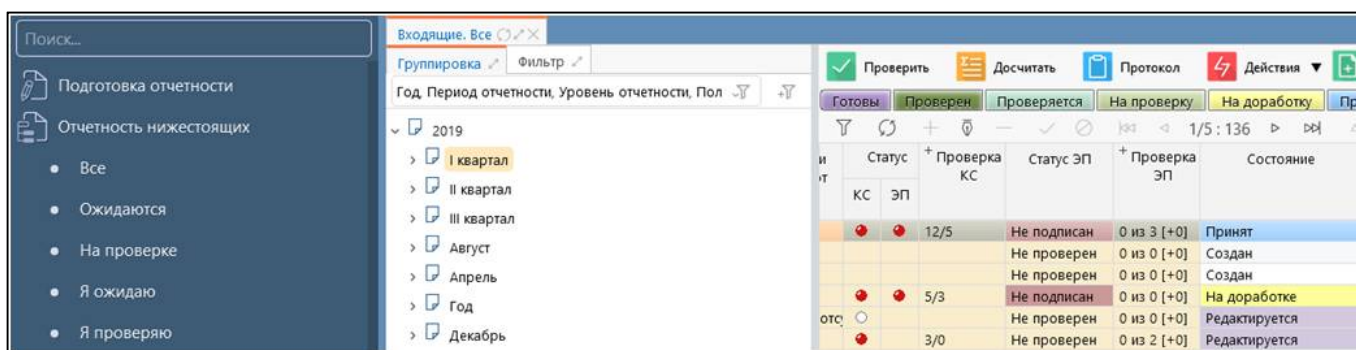 Поиск...
Подготовка отчетности
Отчетность нижестоящих
Все
Ожидаются
На проверке
Я ожидаю
Я проверяю
Входящие. Все
Группировка
Фильтр
Год, Период отчетности, Уровень отчетности, Пол
2019
I квартал
II квартал
III квартал
Август
Апрель
Год
Декабрь
Проверить Досчитать Протокол Действия
Готовы Проверен Проверяется На проверку На доработку Пр
1/5 : 136
Статус
КС ЭП
+ Проверка КС
Статус ЭП
+ Проверка ЭП
Состояние
12/5 Не подписан 0 из 3 [+0] Принят
Не проверен 0 из 0 [+0] Создан
Не проверен 0 из 0 [+0] Создан
5/3 Не подписан 0 из 0 [+0] На доработке
Не проверен 0 из 0 [+0] Редактируется
3/0 Не проверен 0 из 2 [+0] Редактируется